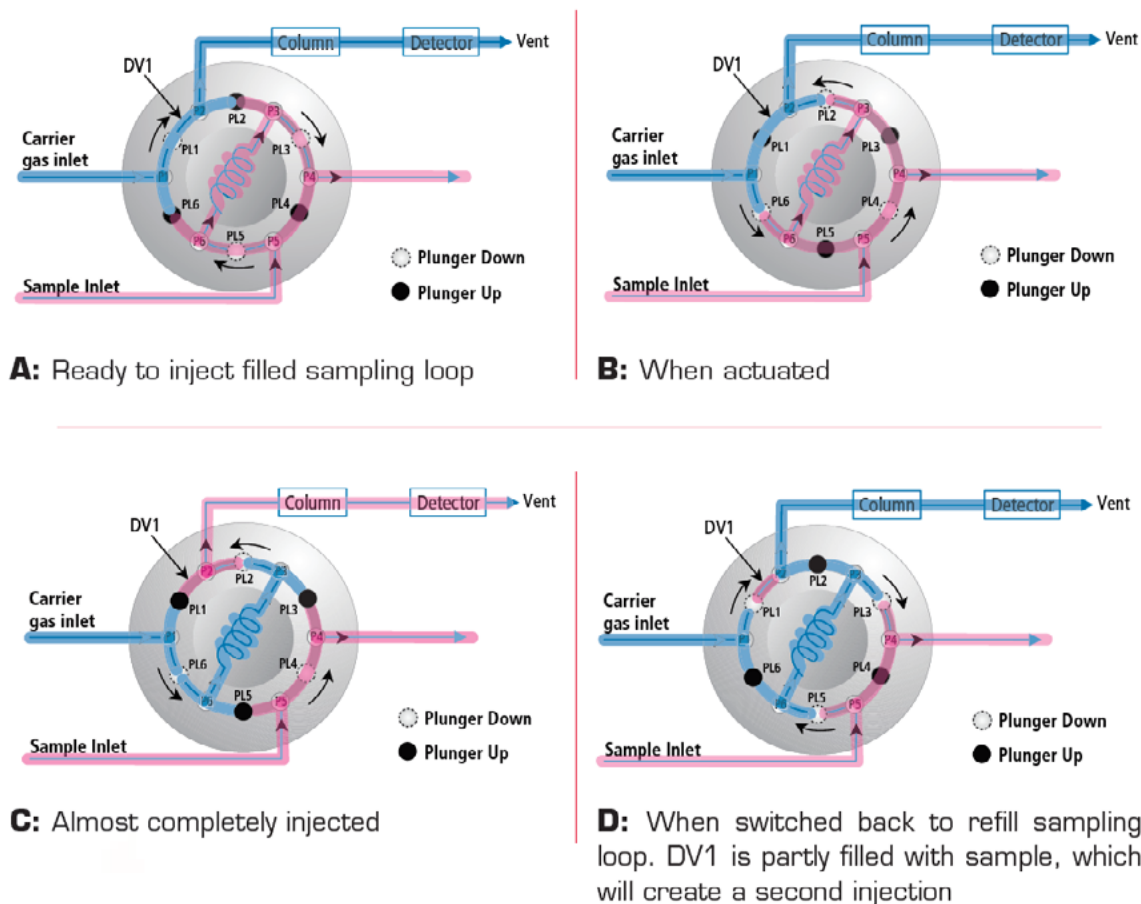 Column
Detector
Vent
DV1
P2
PL2
P3
PL1
PL3
Carrier
gas inlet
P1
P4
PL6
PL4
P6
PL5
P5
Plunger Down
Sample Inlet
Plunger Up
A: Ready to inject filled sampling loop
Column
Detector
Vent
DV1
P2
PL2
P3
PL1
PL3
Carrier
gas inlet
P1
P4
PL6
PL4
P6
PL5
P5
Plunger Down
Sample Inlet
Plunger Up
B: When actuated
Column
Detector
Vent
DV1
P2
PL2
PL1
PL3
Carrier
gas inlet
P4
PL6
PL4
PL5
P5
Plunger Down
Sample Inlet
Plunger Up
C: Almost completely injected
Column
Detector
Vent
DV1
PL2
PL1
PL3
Carrier
gas inlet
P4
PL6
PL4
PL5
P5
Plunger Down
Sample Inlet
Plunger Up
D: When switched back to refill sampling
loop. DV1 is partly filled with sample, which
will create a second injection